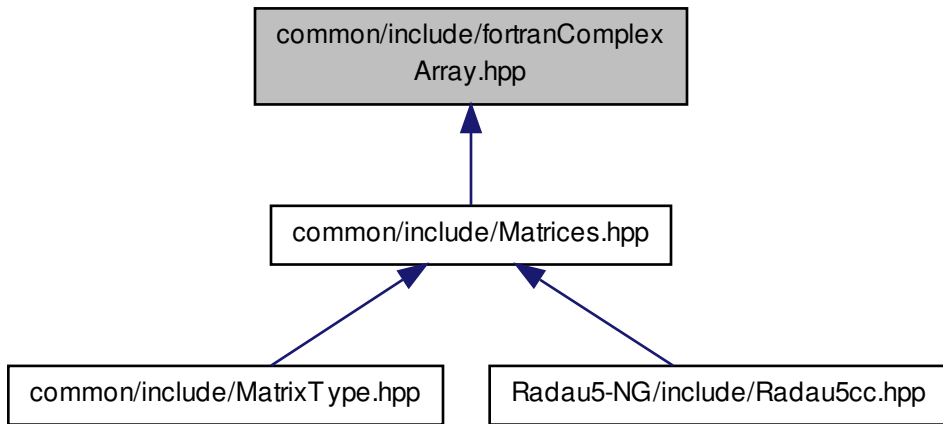 common/include/fortranComplex
Array.hpp
common/include/Matrices.hpp
common/include/MatrixType.hpp
Radau5-NG/include/Radau5cc.hpp